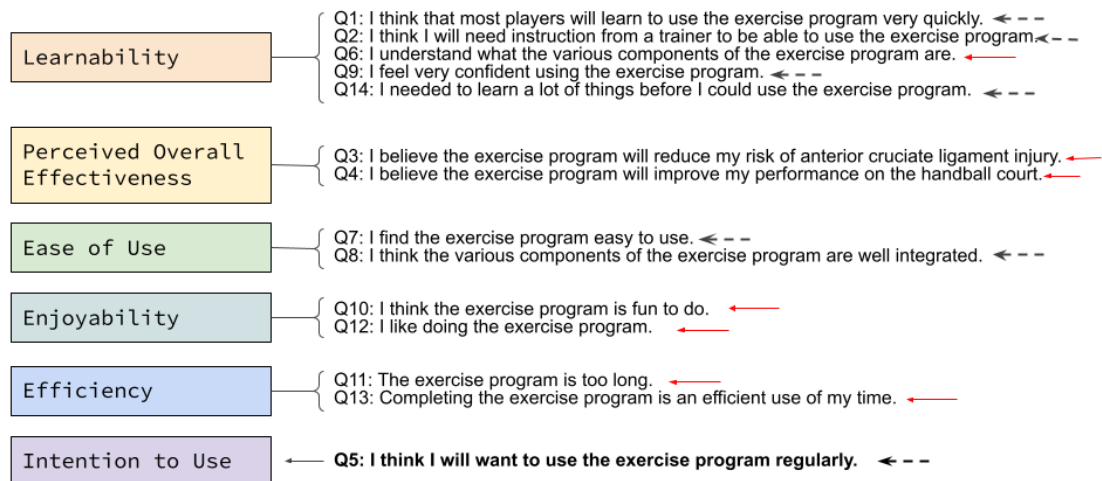 Learnability
Q1: I think that most players will learn to use the exercise program very quickly.
Q2: I think I will need instruction from a trainer to be able to use the exercise program.
Q6: I understand what the various components of the exercise program are.
Q9: I feel very confident using the exercise program.
Q14: I needed to learn a lot of things before I could use the exercise program.
Perceived Overall
Effectiveness
Q3: I believe the exercise program will reduce my risk of anterior cruciate ligament injury.
Q4: I believe the exercise program will improve my performance on the handball court.
Ease of Use
Q7: I find the exercise program easy to use.
Q8: I think the various components of the exercise program are well integrated.
Enjoyability
Q10: I think the exercise program is fun to do.
Q12: I like doing the exercise program.
Efficiency
Q11: The exercise program is too long.
Q13: Completing the exercise program is an efficient use of my time.
Intention to Use
Q5: I think I will want to use the exercise program regularly.